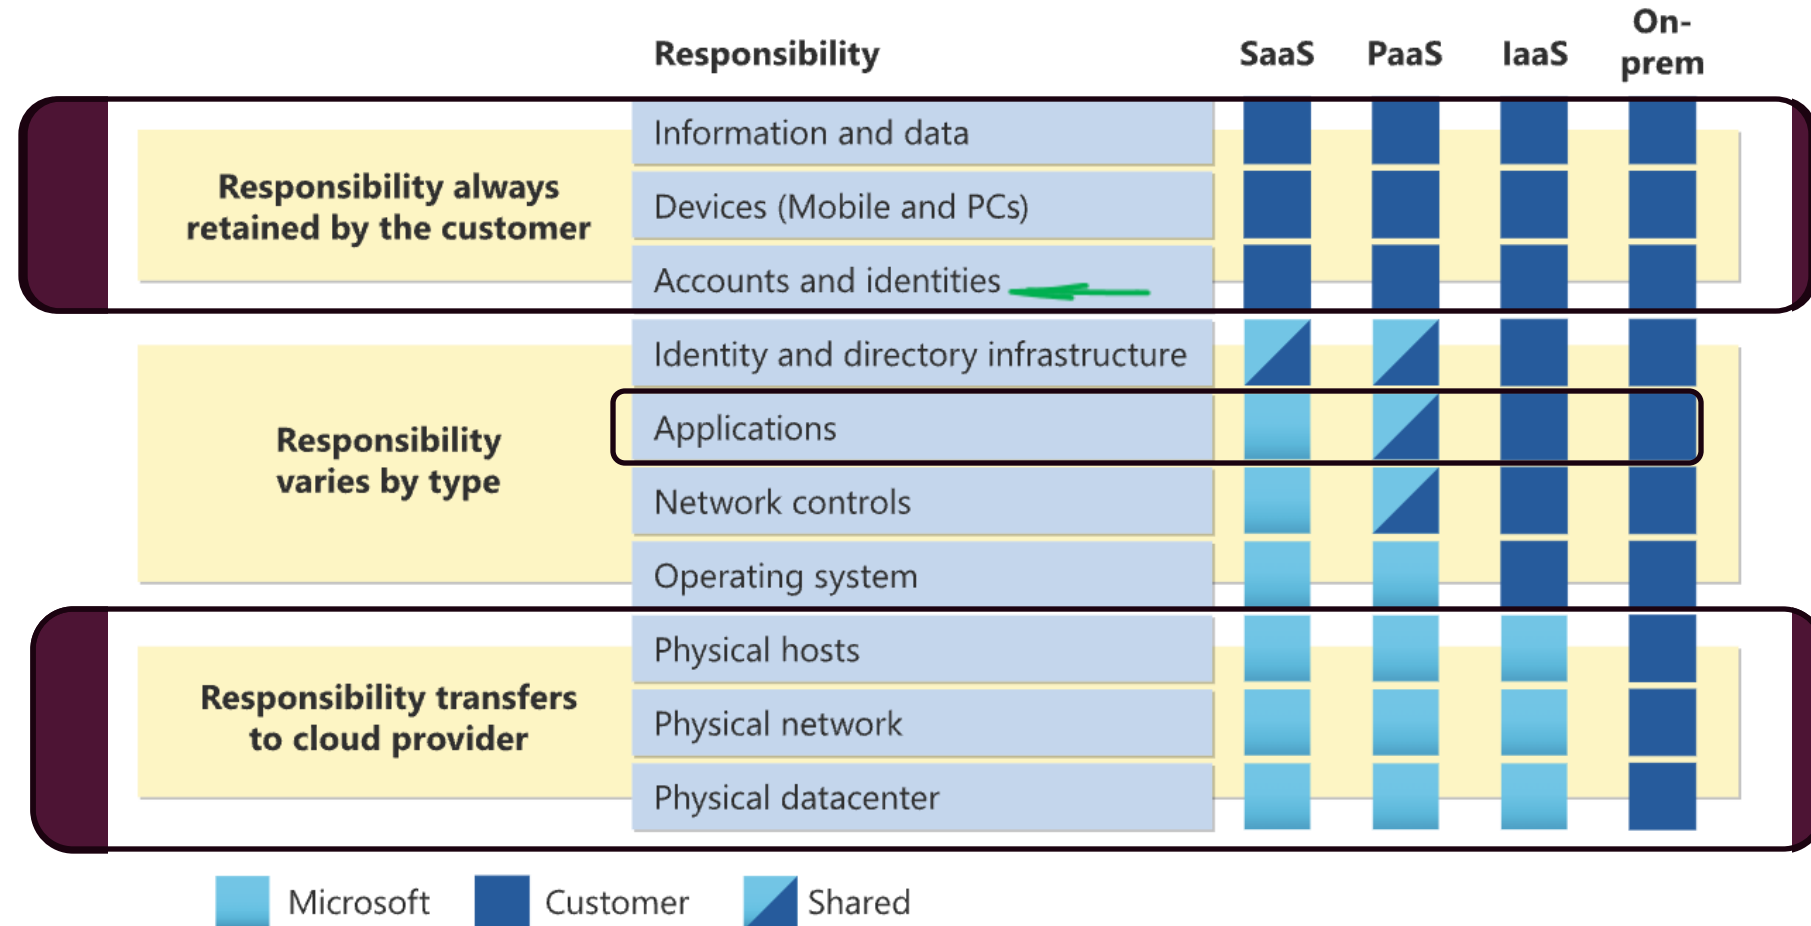 Responsibility SaaS PaaS IaaS On-
prem
Responsibility always
retained by the customer
Information and data
Devices (Mobile and PCs)
Accounts and identities
Responsibility
varies by type
Identity and directory infrastructure
Applications
Network controls
Operating system
Responsibility transfers
to cloud provider
Physical hosts
Physical network
Physical datacenter
Microsoft Customer Shared